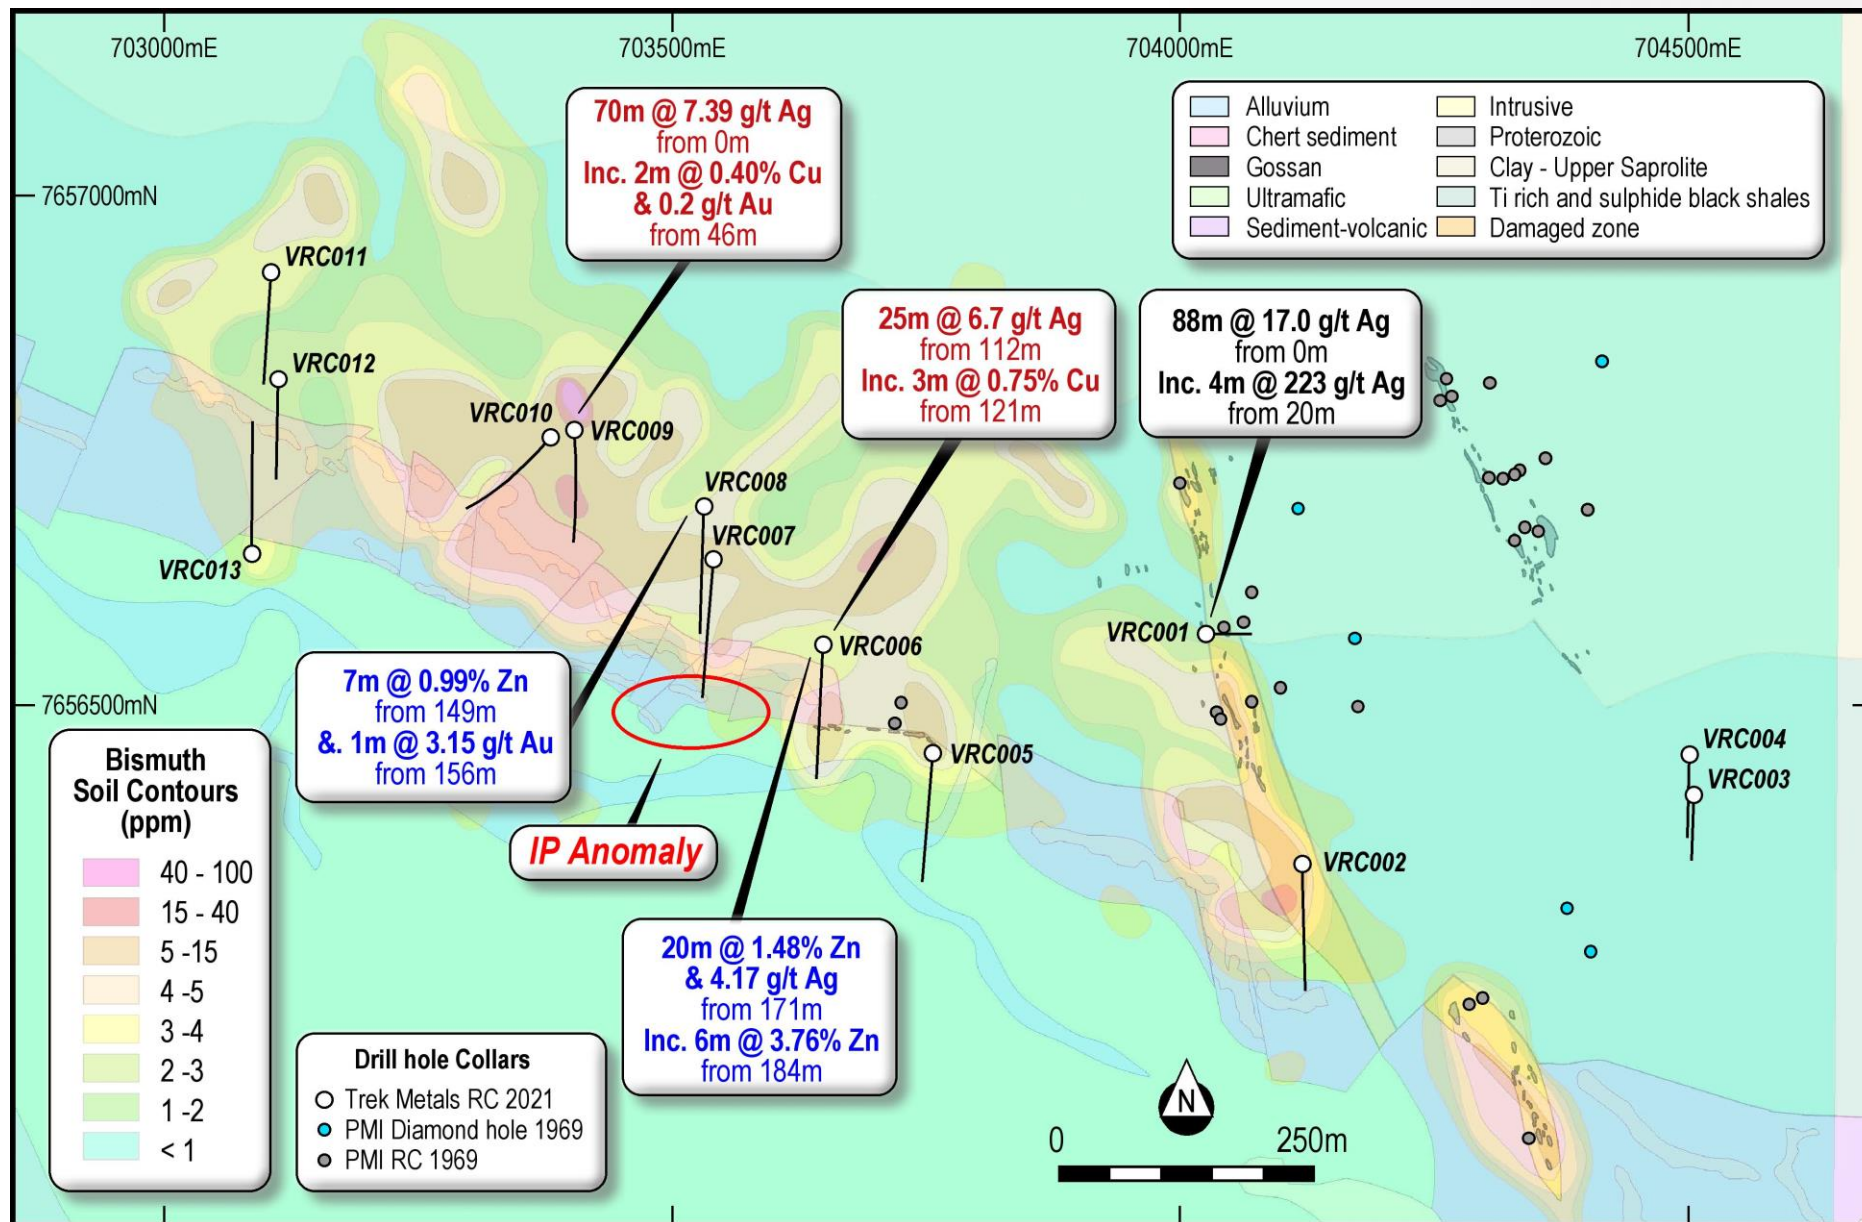 703000mE
703500mE
704000mE
704500mE
70m @ 7.39 g/t Ag
from 0m
Inc. 2m @ 0.40% Cu
& 0.2 g/t Au
from 46m
Alluvium
Chert sediment
Gossan
Ultramafic
Sediment-volcanic
Intrusive
Proterozoic
Clay - Upper Saprolite
Ti rich and sulphide black shales
Damaged zone
7657000mN
VRC011
VRC012
25m @ 6.7 g/t Ag
from 112m
Inc. 3m @ 0.75% Cu
from 121m
88m @ 17.0 g/t Ag
from 0m
Inc. 4m @ 223 g/t Ag
from 20m
VRC010
VRC009
VRC008
VRC007
VRC013
VRC006
VRC001
7m @ 0.99% Zn
from 149m
&. 1m @ 3.15 g/t Au
from 156m
7656500mN
VRC005
VRC004
VRC003
VRC002
IP Anomaly
Bismuth
Soil Contours
(ppm)
40 - 100
15 - 40
5 -15
4 -5
3 -4
2 -3
1 -2
< 1
20m @ 1.48% Zn
& 4.17 g/t Ag
from 171m
Inc. 6m @ 3.76% Zn
from 184m
Drill hole Collars
Trek Metals RC 2021
PMI Diamond hole 1969
PMI RC 1969
N
0 250m